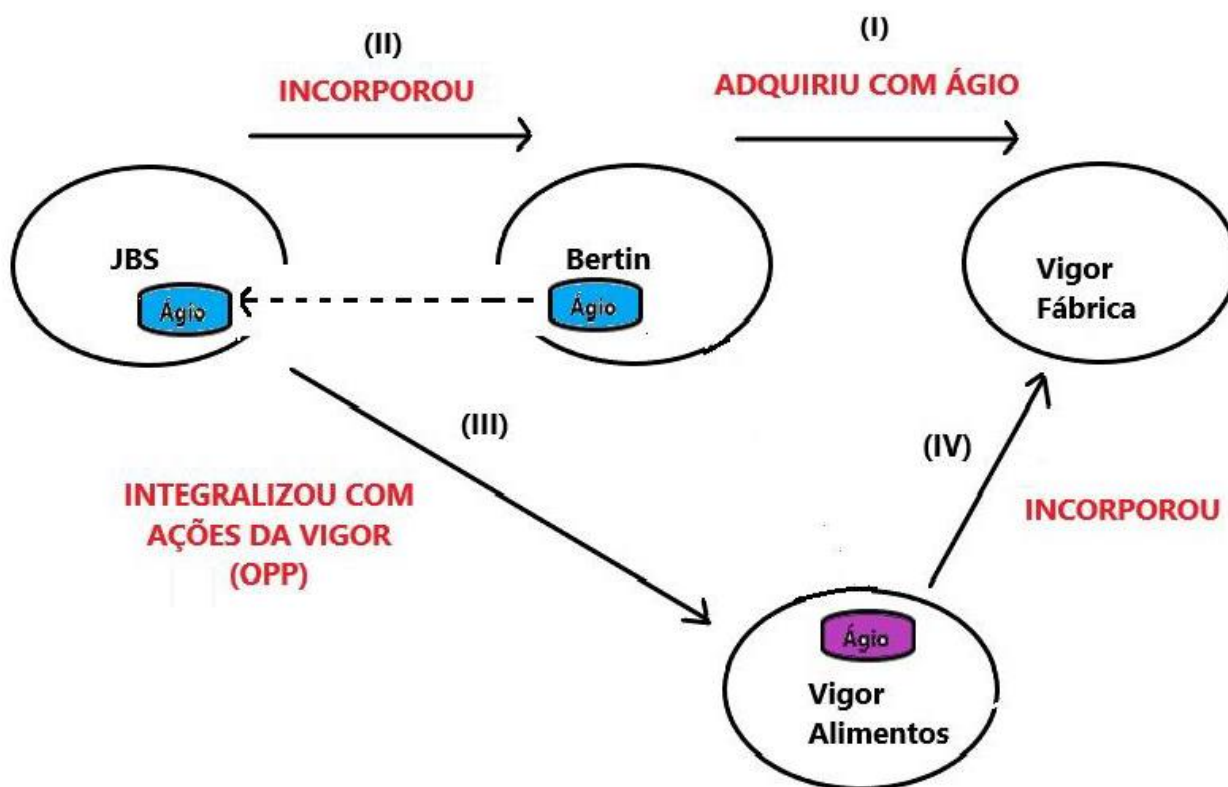 (II)
INCORPOROU
(I)
ADQUIRIU COM ÁGIO
JBS
Ágio
Bertin
Ágio
Vigor
Fábrica
(III)
INTEGRALIZOU COM
AÇÕES DA VIGOR
(OPP)
(IV)
INCORPOROU
Ágio
Vigor
Alimentos